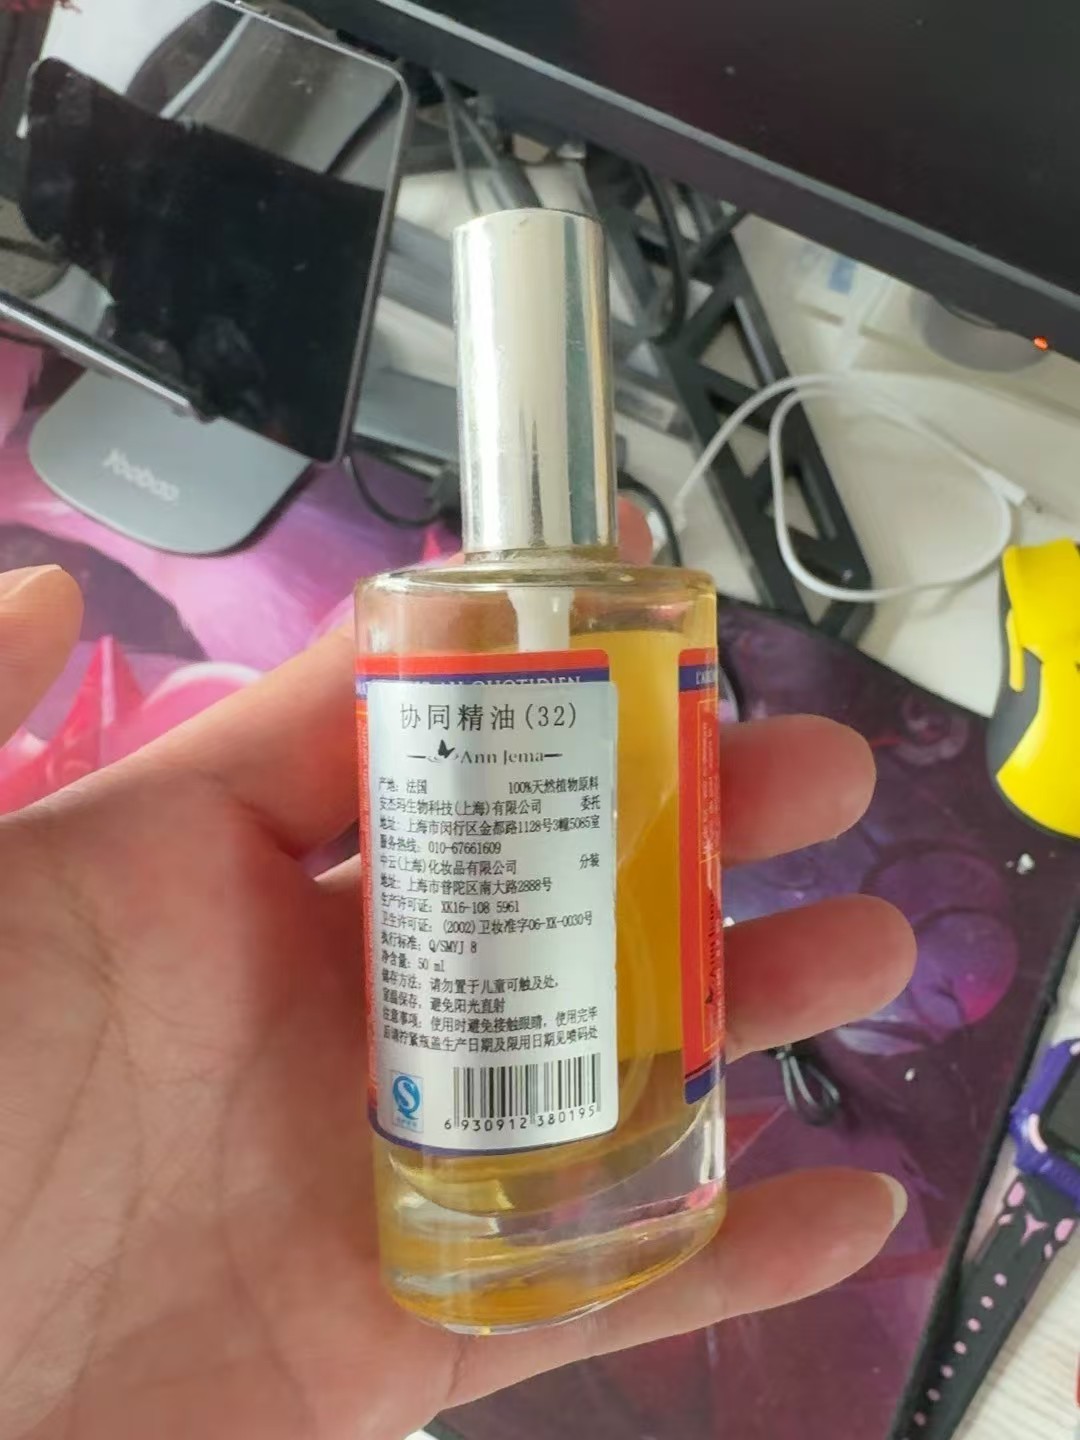 Yoobao
AU QUOTIDIEN
协同精油(32)
Ann Jema
产地：法国 100%天然植物原料
安杰玛生物科技(上海)有限公司 委托
地址：上海市闵行区金都路1128号3幢5085室
服务热线：010-67661609
中云(上海)化妆品有限公司 分装
地址：上海市普陀区南大路2888号
生产许可证：XK16-108 5961
卫生许可证：(2002)卫妆准字06-XK-0030号
执行标准：Q/SMYJ 8
净含量：50 ml
储存方法：请勿置于儿童可触及处，
室温保存，避免阳光直射
注意事项：使用时避免接触眼睛，使用完毕
后请拧紧瓶盖生产日期及限用日期见喷码处
6 930912 380195